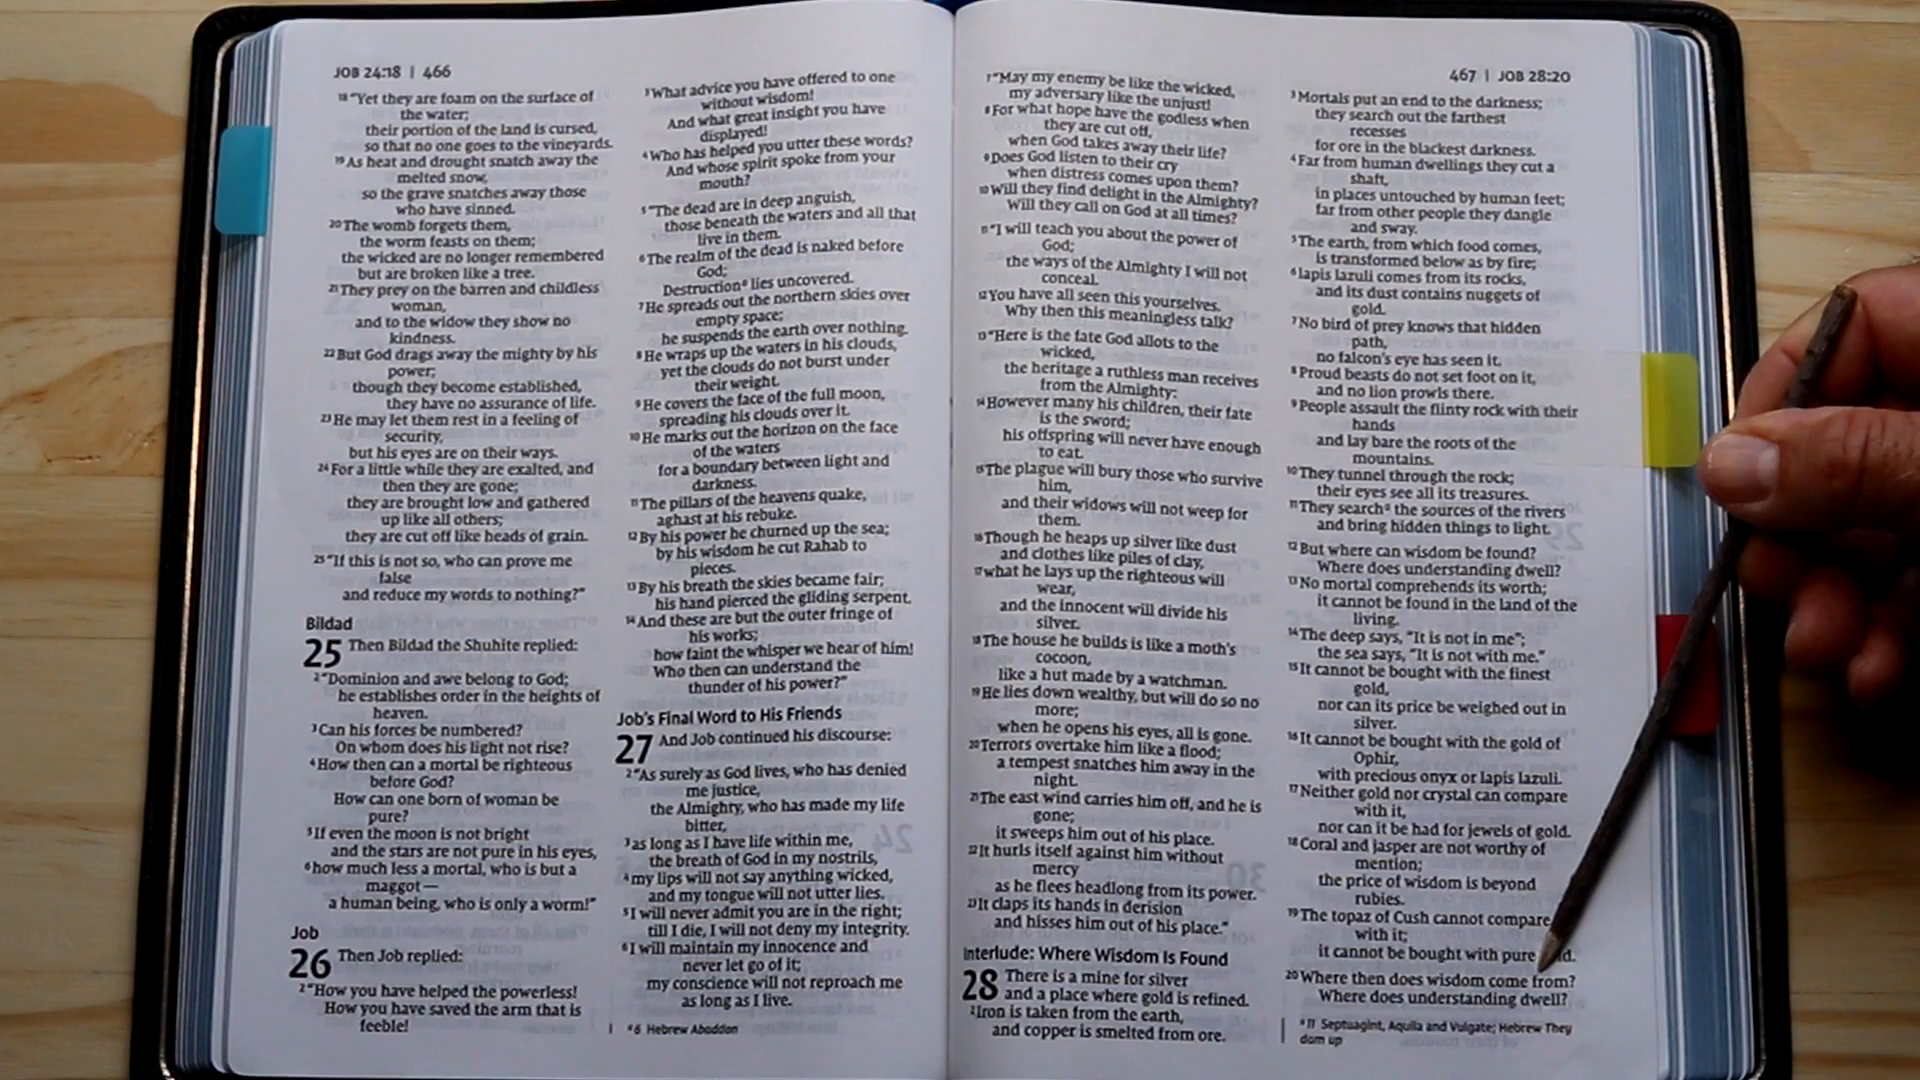 JOB 24:18 | 466
18 "Yet they are foam on the surface of
the water;
their portion of the land is cursed,
so that no one goes to the vineyards.
19 As heat and drought snatch away the
melted snow,
so the grave snatches away those
who have sinned.
20 The womb forgets them,
the worm feasts on them;
the wicked are no longer remembered
but are broken like a tree.
21 They prey on the barren and childless
woman,
and to the widow they show no
kindness.
22 But God drags away the mighty by his
power;
though they become established,
they have no assurance of life.
23 He may let them rest in a feeling of
security,
but his eyes are on their ways.
24 For a little while they are exalted, and
then they are gone;
they are brought low and gathered
up like all others;
they are cut off like heads of grain.
25 "If this is not so, who can prove me
false
and reduce my words to nothing?"
Bildad
25 Then Bildad the Shuhite replied:
2 "Dominion and awe belong to God;
he establishes order in the heights of
heaven.
3 Can his forces be numbered?
On whom does his light not rise?
4 How then can a mortal be righteous
before God?
How can one born of woman be
pure?
5 If even the moon is not bright
and the stars are not pure in his eyes,
6 how much less a mortal, who is but a
maggot—
a human being, who is only a worm!"
Job
26 Then Job replied:
2 "How you have helped the powerless!
How you have saved the arm that is
feeble!
3 What advice you have offered to one
without wisdom!
And what great insight you have
displayed!
4 Who has helped you utter these words?
And whose spirit spoke from your
mouth?
5 "The dead are in deep anguish,
those beneath the waters and all that
live in them.
6 The realm of the dead is naked before
God;
Destruction a lies uncovered.
7 He spreads out the northern skies over
empty space;
he suspends the earth over nothing.
8 He wraps up the waters in his clouds,
yet the clouds do not burst under
their weight.
9 He covers the face of the full moon,
spreading his clouds over it.
10 He marks out the horizon on the face
of the waters
for a boundary between light and
darkness.
11 The pillars of the heavens quake,
aghast at his rebuke.
12 By his power he churned up the sea;
by his wisdom he cut Rahab to
pieces.
13 By his breath the skies became fair;
his hand pierced the gliding serpent.
14 And these are but the outer fringe of
his works;
how faint the whisper we hear of him!
Who then can understand the
thunder of his power?"
Job's Final Word to His Friends
27 And Job continued his discourse:
2 "As surely as God lives, who has denied
me justice,
the Almighty, who has made my life
bitter,
3 as long as I have life within me,
the breath of God in my nostrils,
4 my lips will not say anything wicked,
and my tongue will not utter lies.
5 I will never admit you are in the right;
till I die, I will not deny my integrity.
6 I will maintain my innocence and
never let go of it;
my conscience will not reproach me
as long as I live.
a 6 Hebrew Abaddon
467 | JOB 28:20
7 "May my enemy be like the wicked,
my adversary like the unjust!
8 For what hope have the godless when
they are cut off,
when God takes away their life?
9 Does God listen to their cry
when distress comes upon them?
10 Will they find delight in the Almighty?
Will they call on God at all times?
11 "I will teach you about the power of
God;
the ways of the Almighty I will not
conceal.
12 You have all seen this yourselves.
Why then this meaningless talk?
13 "Here is the fate God allots to the
wicked,
the heritage a ruthless man receives
from the Almighty:
14 However many his children, their fate
is the sword;
his offspring will never have enough
to eat.
15 The plague will bury those who survive
him,
and their widows will not weep for
them.
16 Though he heaps up silver like dust
and clothes like piles of clay,
17 what he lays up the righteous will
wear,
and the innocent will divide his
silver.
18 The house he builds is like a moth's
cocoon,
like a hut made by a watchman.
19 He lies down wealthy, but will do so no
more;
when he opens his eyes, all is gone.
20 Terrors overtake him like a flood;
a tempest snatches him away in the
night.
21 The east wind carries him off, and he is
gone;
it sweeps him out of his place.
22 It hurls itself against him without
mercy
as he flees headlong from its power.
23 It claps its hands in derision
and hisses him out of his place."
Interlude: Where Wisdom Is Found
28 There is a mine for silver
and a place where gold is refined.
2 Iron is taken from the earth,
and copper is smelted from ore.
3 Mortals put an end to the darkness;
they search out the farthest
recesses
for ore in the blackest darkness.
4 Far from human dwellings they cut a
shaft,
in places untouched by human feet;
far from other people they dangle
and sway.
5 The earth, from which food comes,
is transformed below as by fire;
6 lapis lazuli comes from its rocks,
and its dust contains nuggets of
gold.
7 No bird of prey knows that hidden
path,
no falcon's eye has seen it.
8 Proud beasts do not set foot on it,
and no lion prowls there.
9 People assault the flinty rock with their
hands
and lay bare the roots of the
mountains.
10 They tunnel through the rock;
their eyes see all its treasures.
11 They search a the sources of the rivers
and bring hidden things to light.
12 But where can wisdom be found?
Where does understanding dwell?
13 No mortal comprehends its worth;
it cannot be found in the land of the
living.
14 The deep says, "It is not in me";
the sea says, "It is not with me."
15 It cannot be bought with the finest
gold,
nor can its price be weighed out in
silver.
16 It cannot be bought with the gold of
Ophir,
with precious onyx or lapis lazuli.
17 Neither gold nor crystal can compare
with it,
nor can it be had for jewels of gold.
18 Coral and jasper are not worthy of
mention;
the price of wisdom is beyond
rubies.
19 The topaz of Cush cannot compare
with it;
it cannot be bought with pure
20 Where then does wisdom come from?
Where does understanding dwell?
a 11 Septuagint, Aquila and Vulgate; Hebrew They
dam up